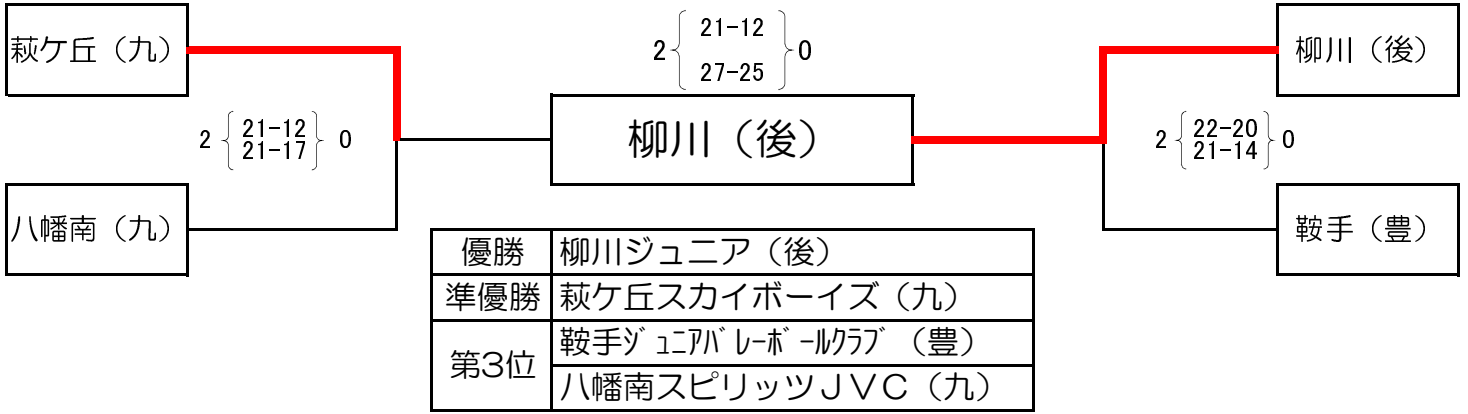 萩ケ丘（九）
2 21-12 0
27-25
柳川（後）
2 21-12 0
21-17
柳川（後）
2 22-20 0
21-14
八幡南（九）
鞍手（豊）
優勝 柳川ジュニア（後）
準優勝 萩ケ丘スカイボーイズ（九）
第3位 鞍手ｼﾞｭﾆｱﾊﾞﾚｰﾎﾞｰﾙｸﾗﾌﾞ（豊）
八幡南スピリッツＪＶＣ（九）